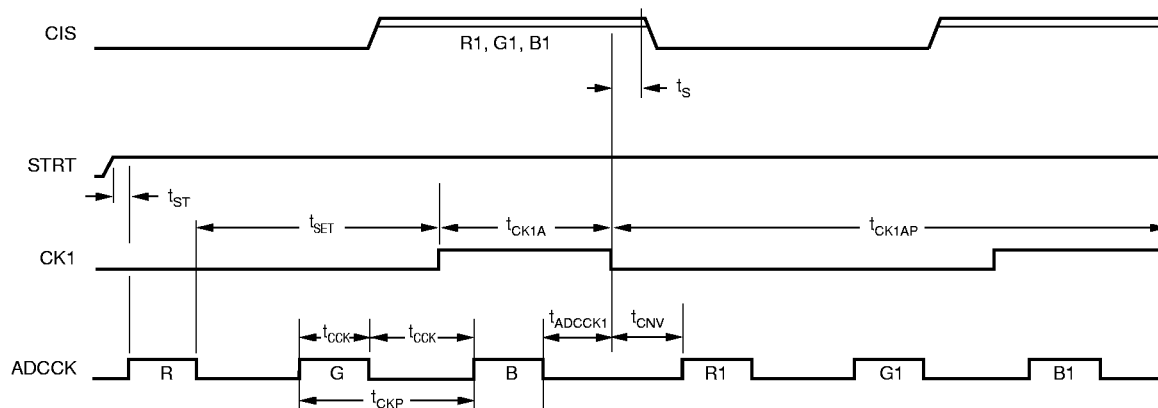 CIS
R1, G1, B1
tS
STRT
tST
tSET
tCK1A
tCK1AP
CK1
tCCK
tCCK
tADCCK1
tCNV
ADCCK
R
G
B
R1
G1
B1
tCKP